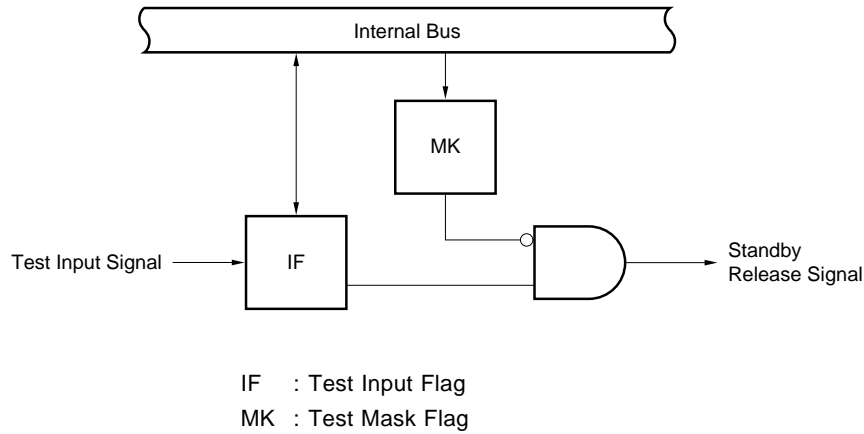 Internal Bus
MK
Test Input Signal
IF
Standby
Release Signal
IF : Test Input Flag
MK : Test Mask Flag